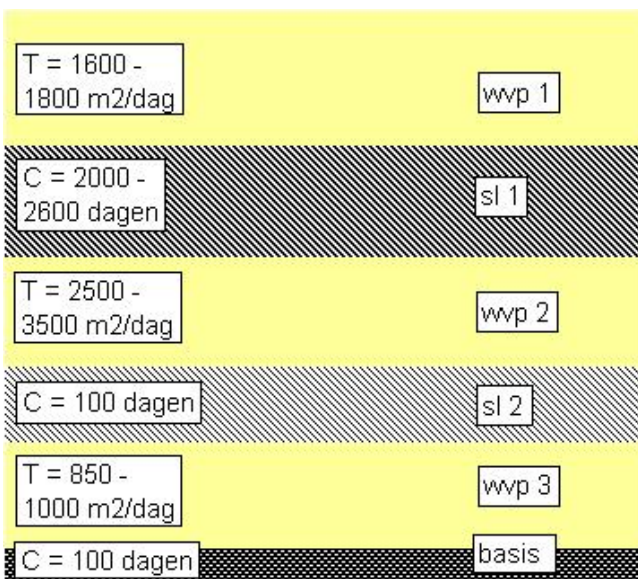 T = 1600 -
1800 m2/dag
wvp 1
C = 2000 -
2600 dagen
sl 1
T = 2500 -
3500 m2/dag
wvp 2
C = 100 dagen
sl 2
T = 850 -
1000 m2/dag
wvp 3
C = 100 dagen
basis